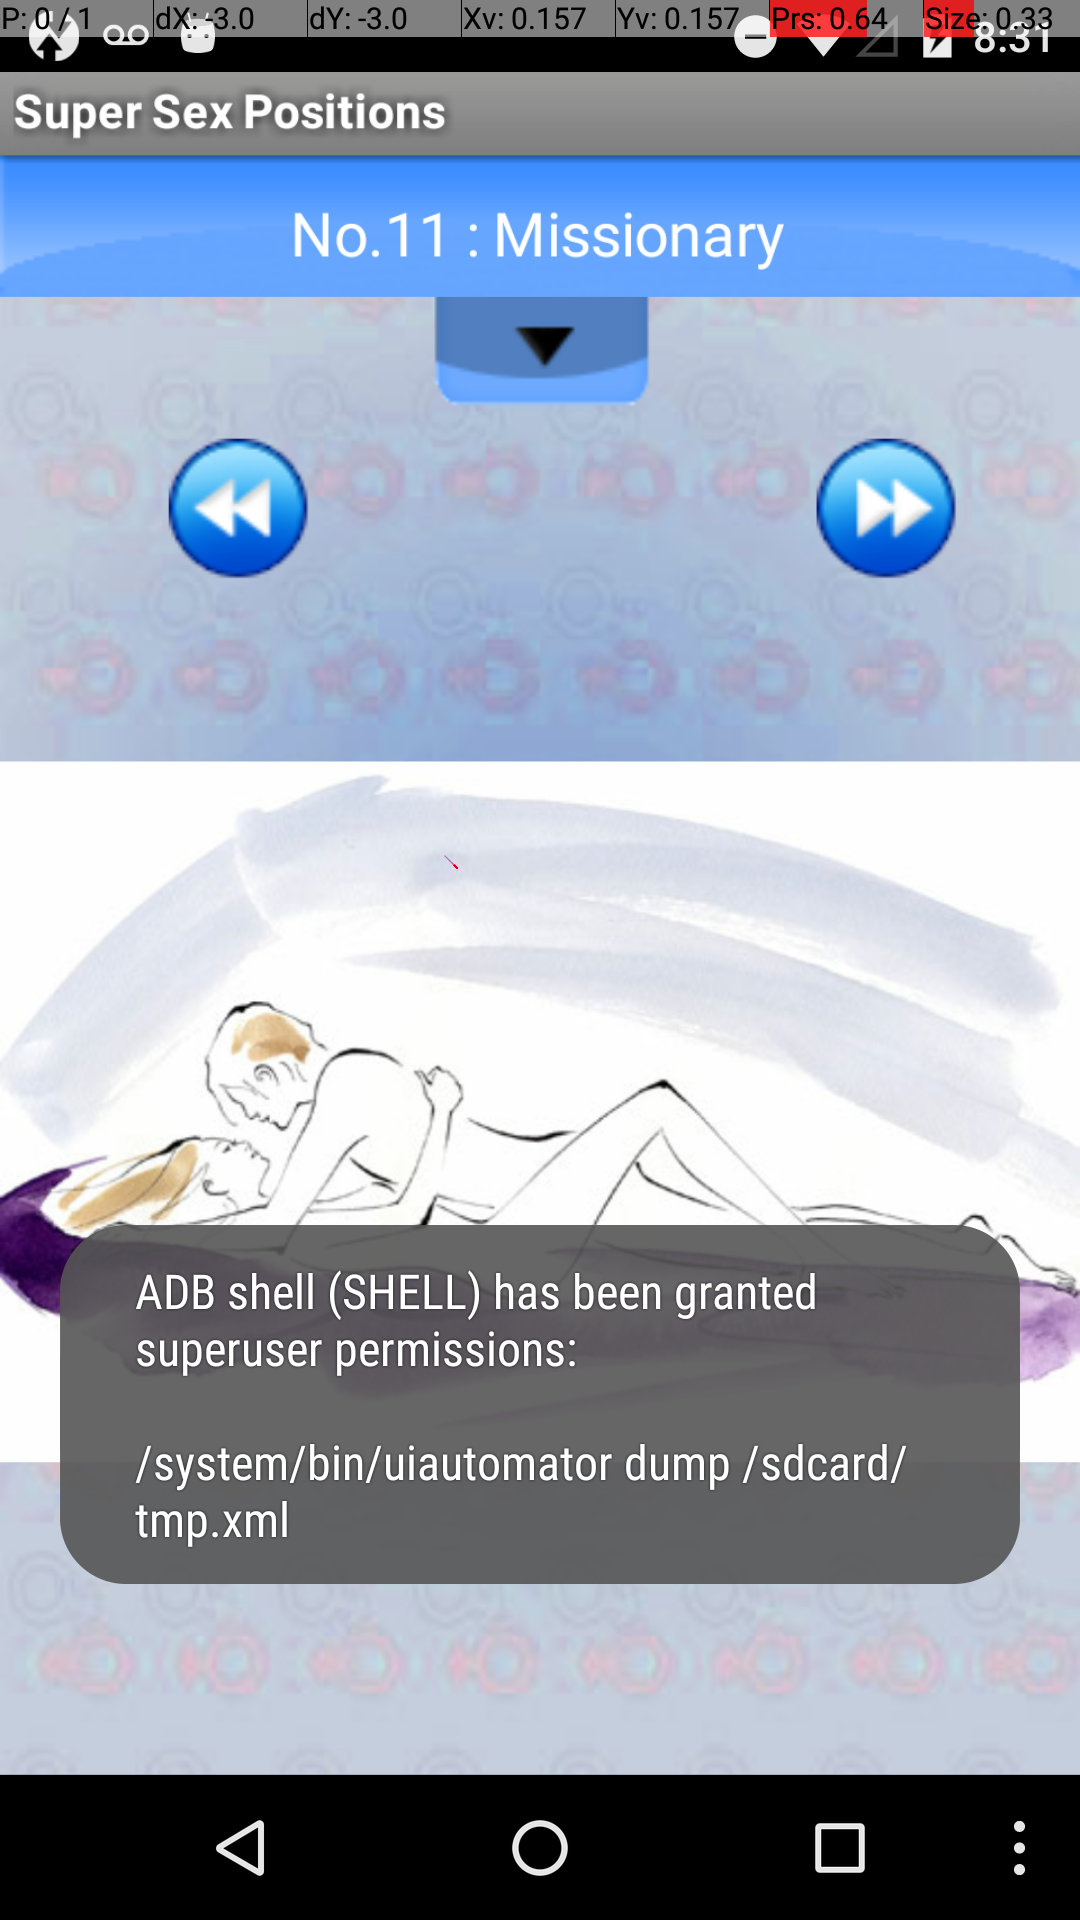 P: 0 / 1 dX: -3.0 dY: -3.0 Xv: 0.157 Yv: 0.157 Prs: 0.64 Size: 0.33
8:31
Super Sex Positions
No.11 : Missionary
ADB shell (SHELL) has been granted
superuser permissions:
/system/bin/uiautomator dump /sdcard/
tmp.xml